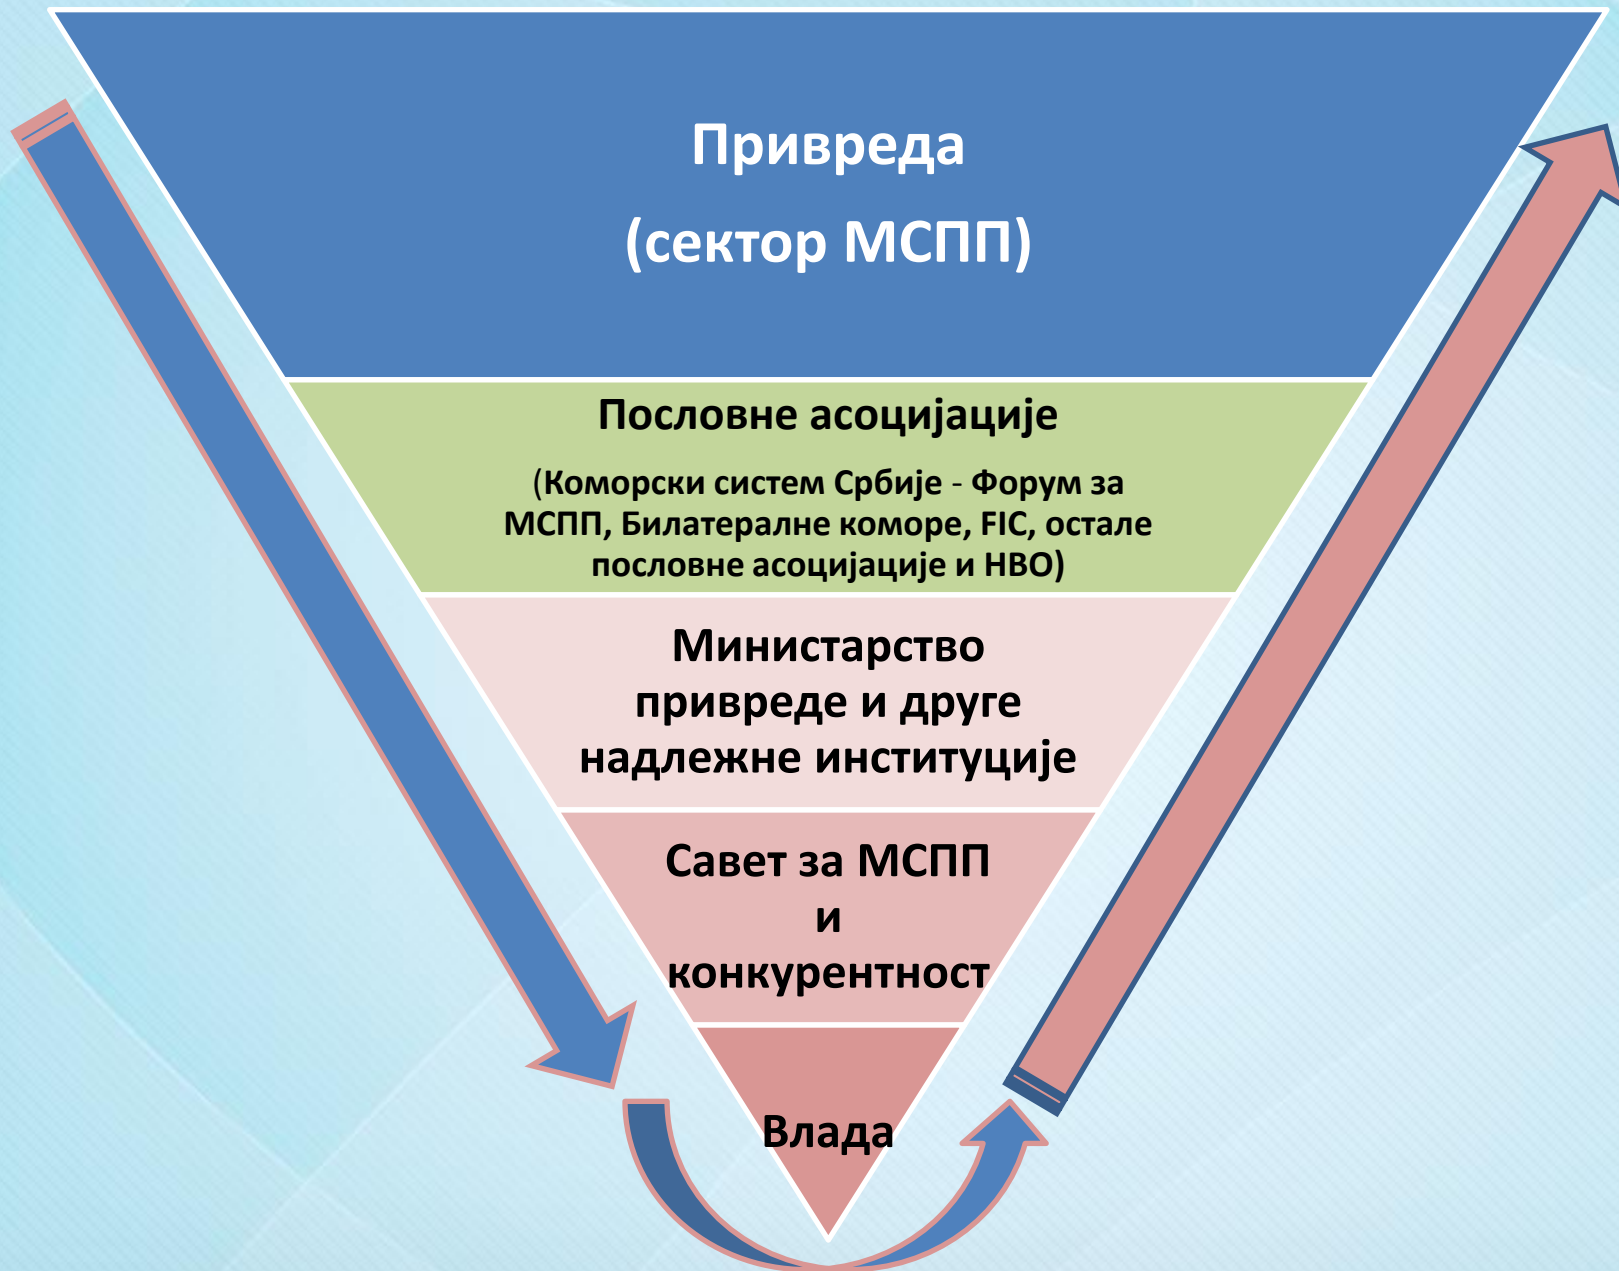 Привреда
(сектор МСПП)
Пословне асоцијације
(Коморски систем Србије - Форум за
МСПП, Билатералне коморе, FIC, остале
пословне асоцијације и НВО)
Министарство
привреде и друге
надлежне институције
Савет за МСПП
и
конкурентност
Влада